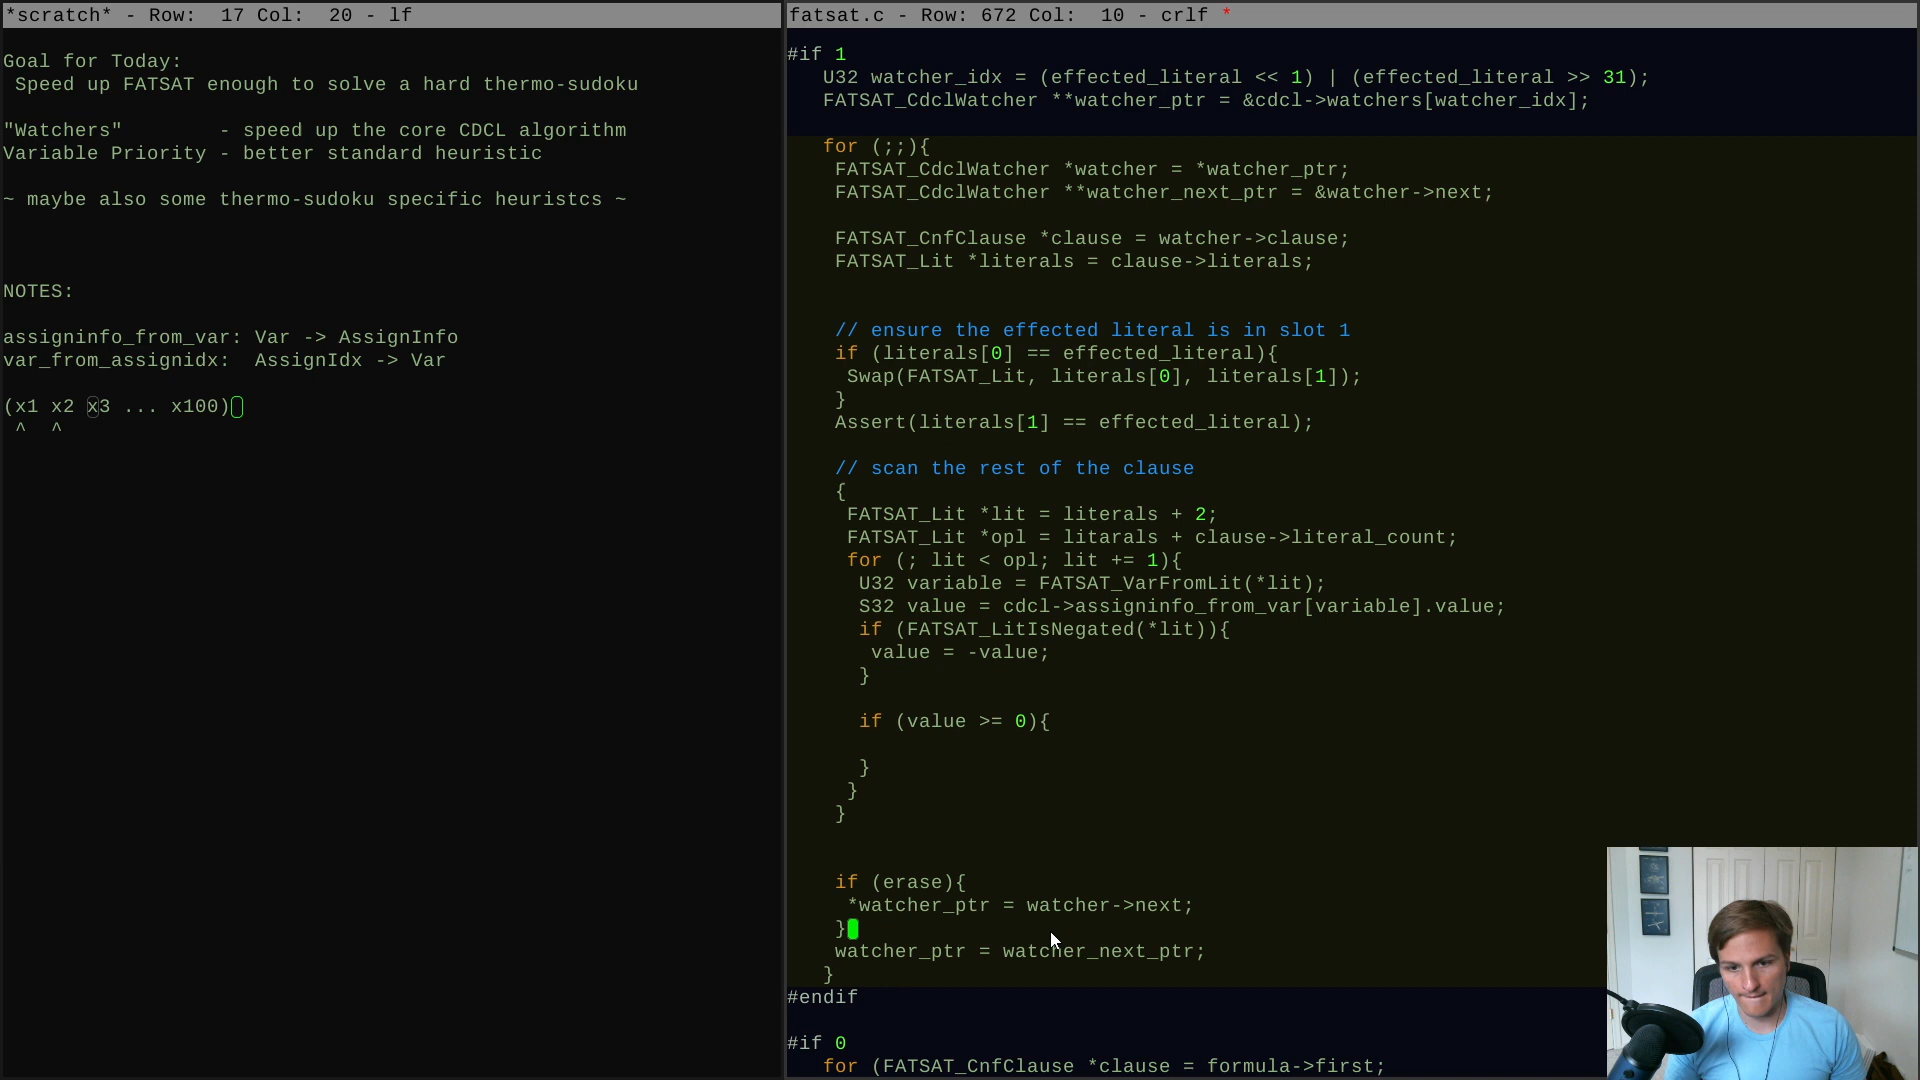 *scratch* - Row:  17 Col:  20 - lf
Goal for Today:
 Speed up FATSAT enough to solve a hard thermo-sudoku
"Watchers"        - speed up the core CDCL algorithm
Variable Priority - better standard heuristic
~ maybe also some thermo-sudoku specific heuristcs ~
NOTES:
assigninfo_from_var: Var -> AssignInfo
var_from_assignidx:  AssignIdx -> Var
(x1 x2 x3 ... x100)
 ^  ^
fatsat.c - Row: 672 Col:  10 - crlf *
#if 1
   U32 watcher_idx = (effected_literal << 1) | (effected_literal >> 31);
   FATSAT_CdclWatcher **watcher_ptr = &cdcl->watchers[watcher_idx];
   for (;;){
    FATSAT_CdclWatcher *watcher = *watcher_ptr;
    FATSAT_CdclWatcher **watcher_next_ptr = &watcher->next;
    FATSAT_CnfClause *clause = watcher->clause;
    FATSAT_Lit *literals = clause->literals;
    // ensure the effected literal is in slot 1
    if (literals[0] == effected_literal){
     Swap(FATSAT_Lit, literals[0], literals[1]);
    }
    Assert(literals[1] == effected_literal);
    // scan the rest of the clause
    {
     FATSAT_Lit *lit = literals + 2;
     FATSAT_Lit *opl = litarals + clause->literal_count;
     for (; lit < opl; lit += 1){
      U32 variable = FATSAT_VarFromLit(*lit);
      S32 value = cdcl->assigninfo_from_var[variable].value;
      if (FATSAT_LitIsNegated(*lit)){
       value = -value;
      }
      if (value >= 0){
      }
     }
    }
    if (erase){
     *watcher_ptr = watcher->next;
    }
    watcher_ptr = watcher_next_ptr;
   }
#endif
#if 0
   for (FATSAT_CnfClause *clause = formula->first;